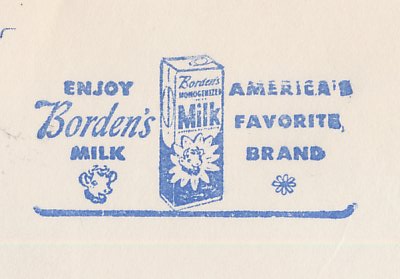 ENJOY
Borden's
MILK
Borden's
HOMOGENIZED
Milk
AMERICA'S
FAVORITE
BRAND